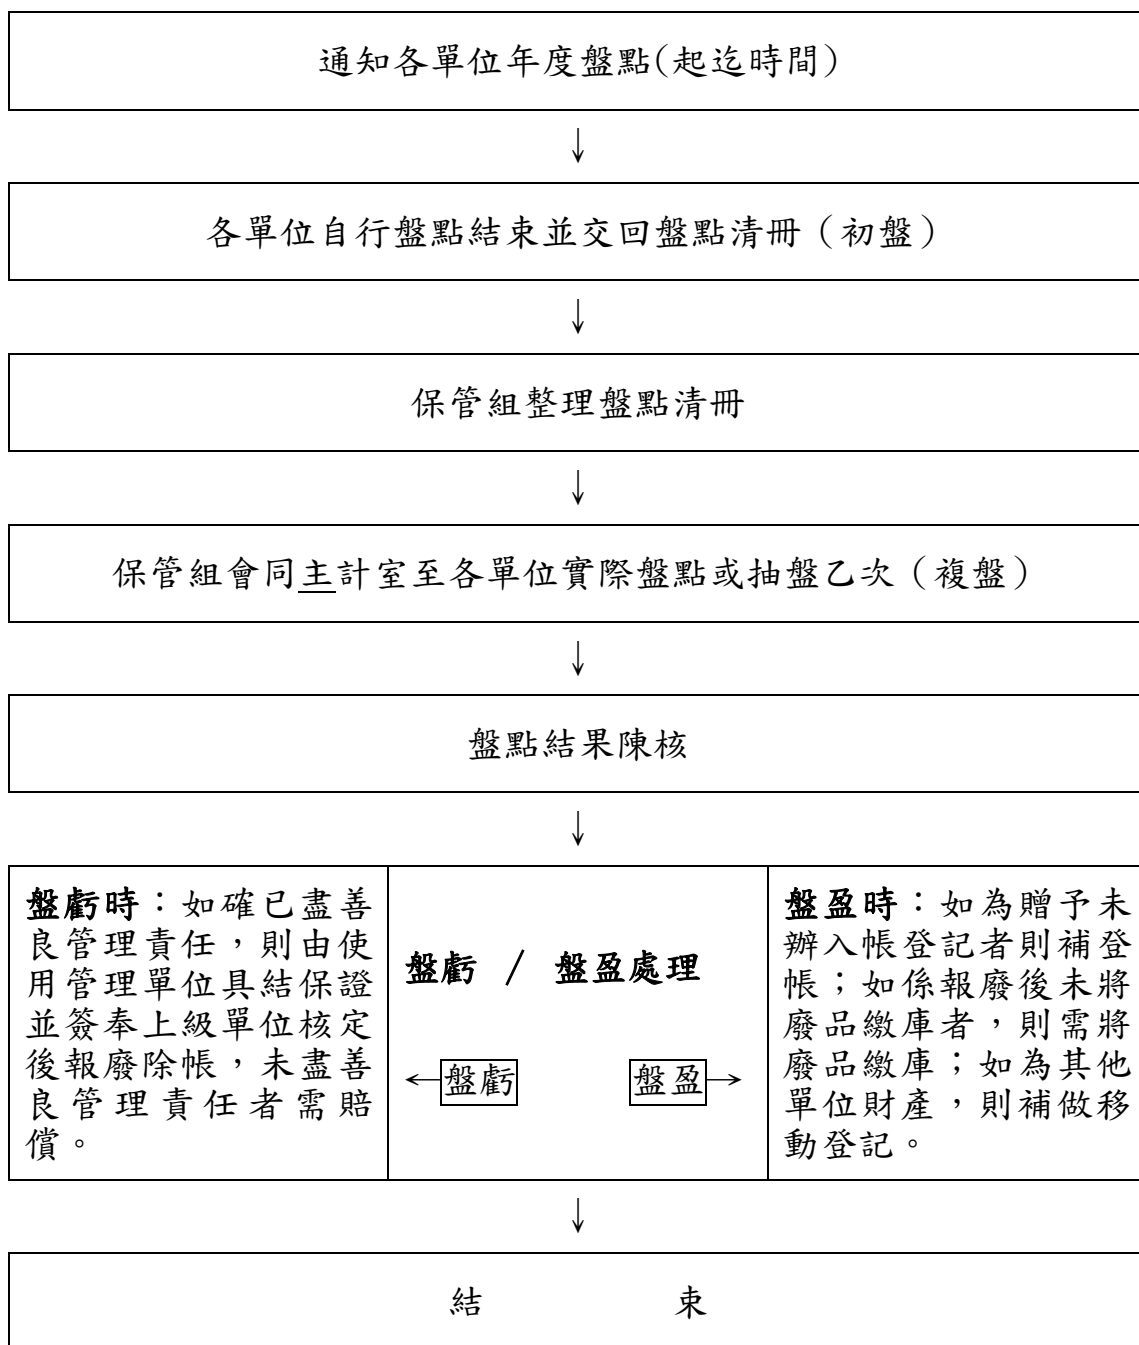 通知各單位年度盤點(起迄時間)
↓
各單位自行盤點結束並交回盤點清冊（初盤）
↓
保管組整理盤點清冊
↓
保管組會同主計室至各單位實際盤點或抽盤乙次（複盤）
↓
盤點結果陳核
↓
盤虧時：如確已盡善
良管理責任，則由使
用管理單位具結保證
並簽奉上級單位核定
後報廢除帳，未盡善
良管理責任者需賠
償。
盤虧 / 盤盈處理
←盤虧 盤盈→
盤盈時：如為贈予未
辦入帳登記者則補登
帳；如係報廢後未將
廢品繳庫者，則需將
廢品繳庫；如為其他
單位財產，則補做移
動登記。
↓
結 束